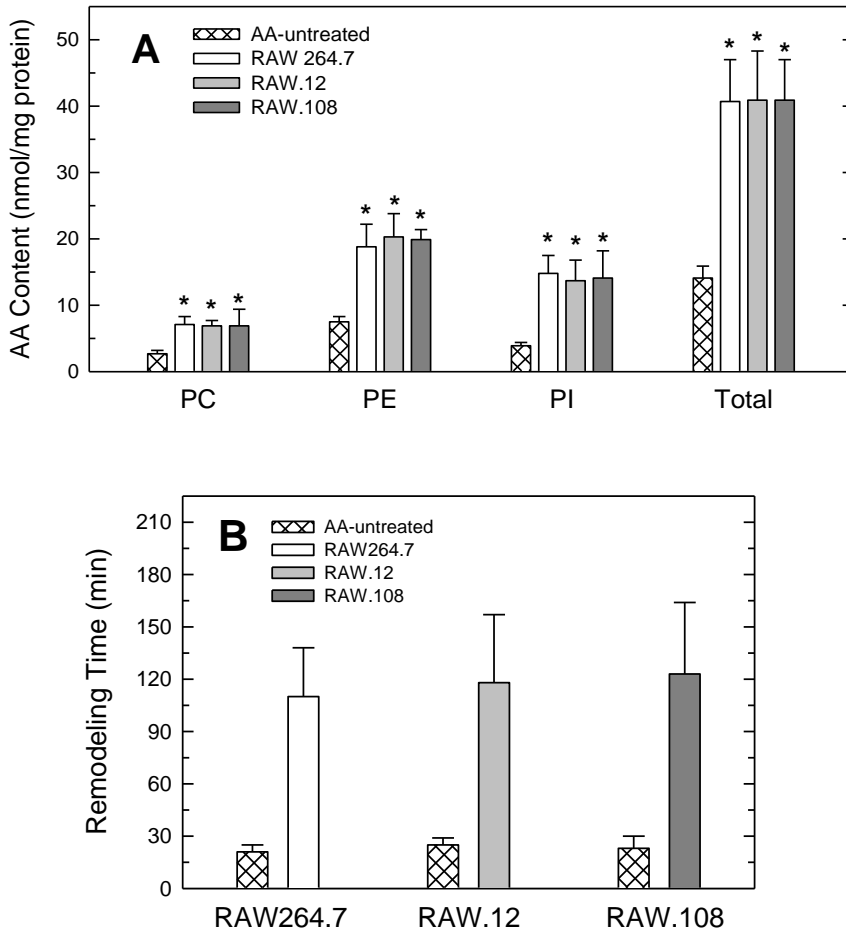 A
AA-untreated
RAW 264.7
RAW.12
RAW.108
AA Content (nmol/mg protein)
50
40
30
20
10
0
* * *
* * *
* * *
* * *
PC PE PI Total
B
AA-untreated
RAW264.7
RAW.12
RAW.108
Remodeling Time (min)
210
180
150
120
90
60
30
0
RAW264.7 RAW.12 RAW.108